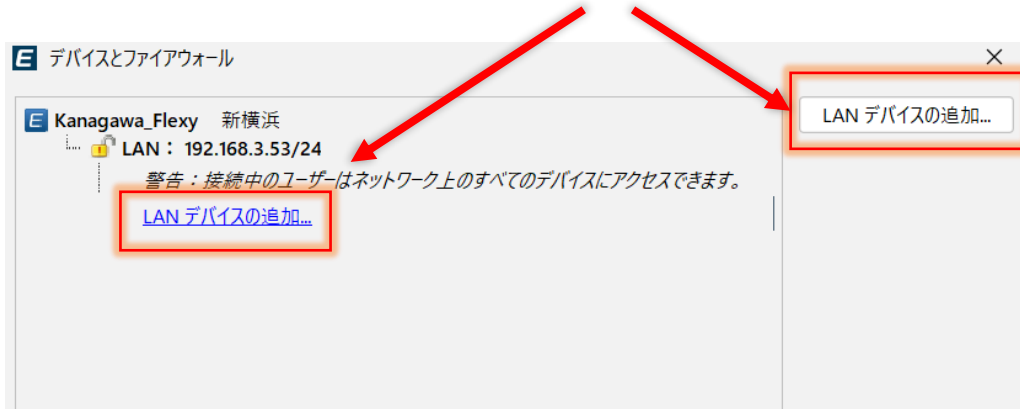 E デバイスとファイアウォール
E Kanagawa_Flexy 新横浜
LAN デバイスの追加...
LAN： 192.168.3.53/24
警告：接続中のユーザーはネットワーク上のすべてのデバイスにアクセスできます。
LAN デバイスの追加...